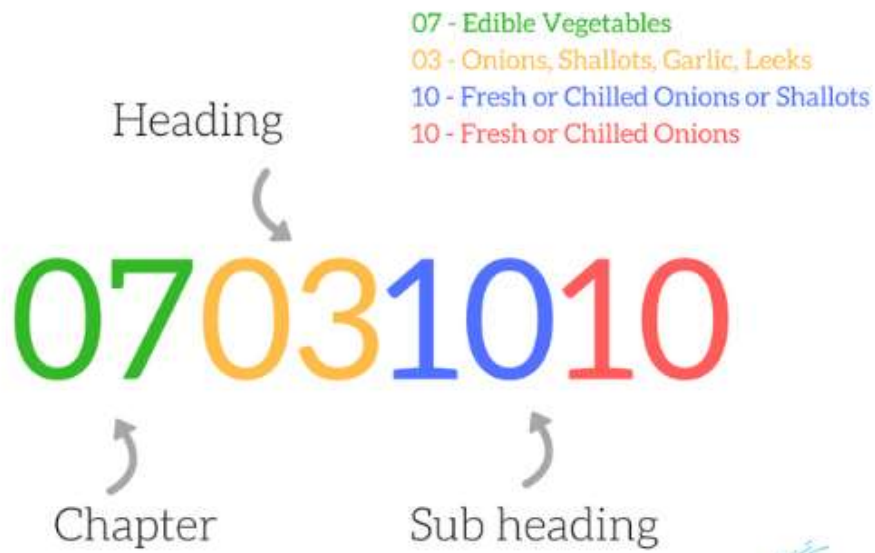 07 - Edible Vegetables
03 - Onions, Shallots, Garlic, Leeks
10 - Fresh or Chilled Onions or Shallots
10 - Fresh or Chilled Onions
Heading
07031010
Chapter
Sub heading